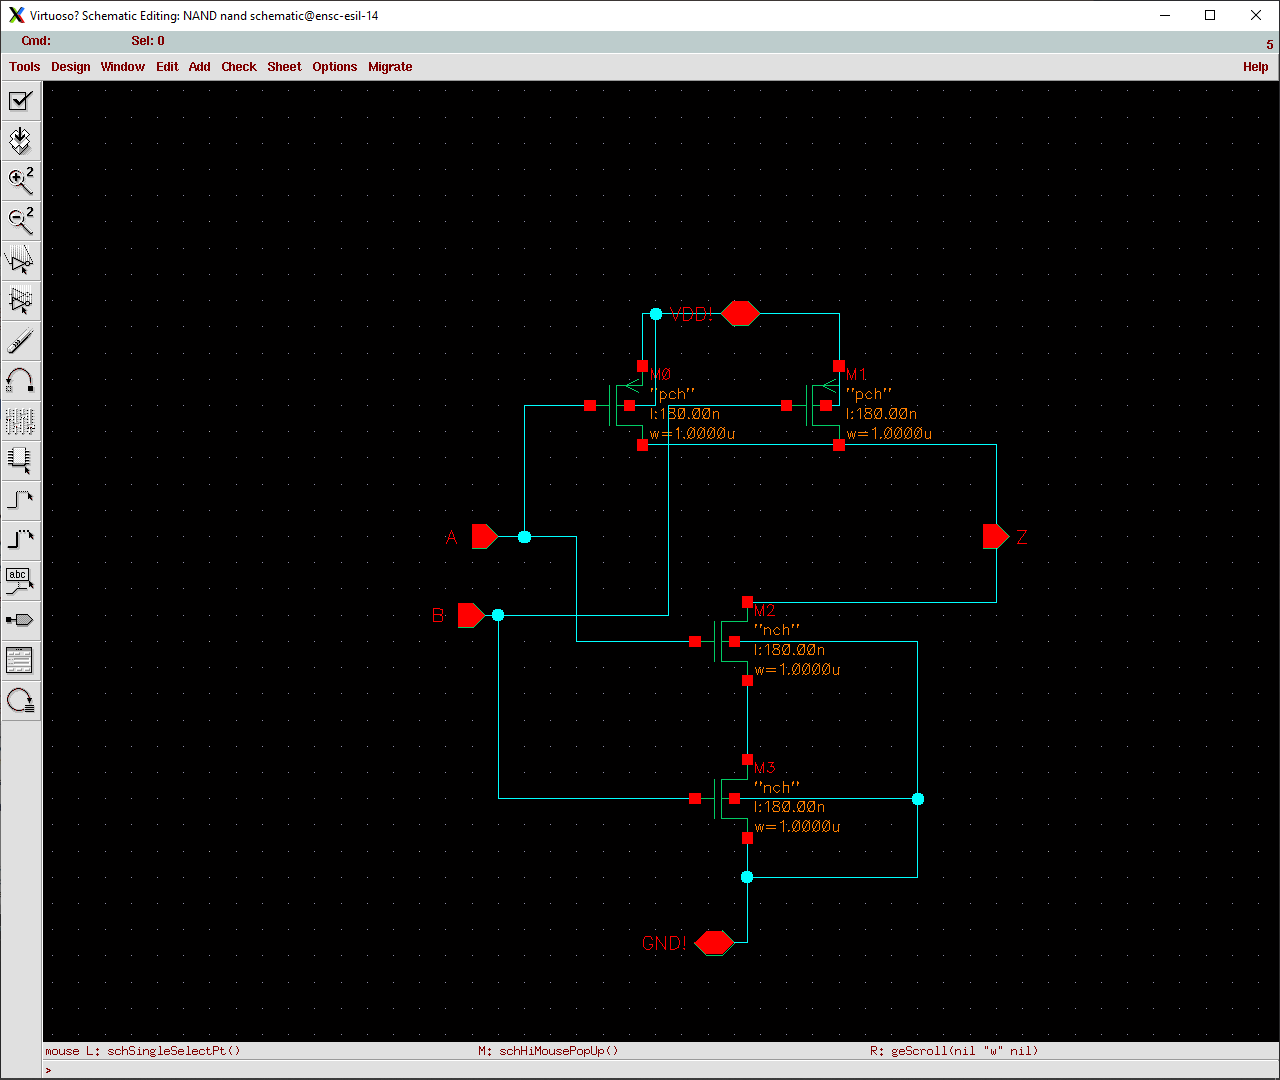 Virtuoso? Schematic Editing: NAND nand schematic@ensc-esil-14
Cmd: Sel: 0
5
Tools Design Window Edit Add Check Sheet Options Migrate Help
2
2
abc
VDD!
M0
"pch"
l:180.00n
w=1.0000u
M1
"pch"
l:180.00n
w=1.0000u
A
Z
B
M2
"nch"
l:180.00n
w=1.0000u
M3
"nch"
l:180.00n
w=1.0000u
GND!
mouse L: schSingleSelectPt() M: schHiMousePopUp() R: geScroll(nil "w" nil)
>